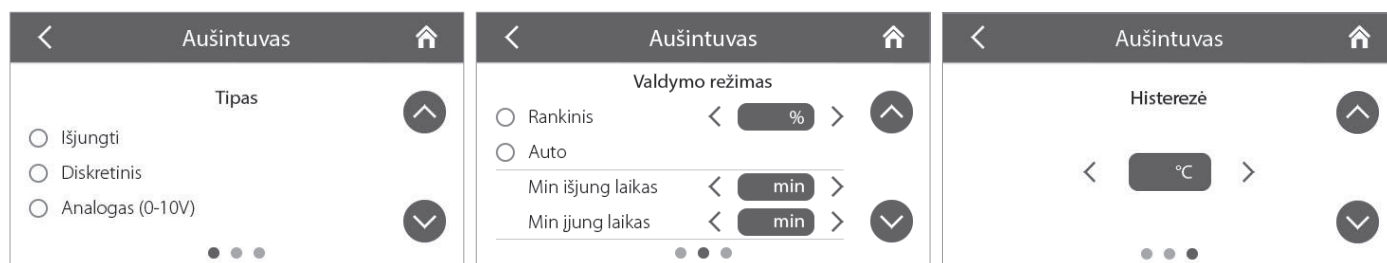 Aušintuvas
Tipas
Išjungti
Diskretinis
Analogas (0-10V)
Aušintuvas
Valdymo režimas
Rankinis %
Auto
Min išjung laikas min
Min įjung laikas min
Aušintuvas
Histerezė
°C